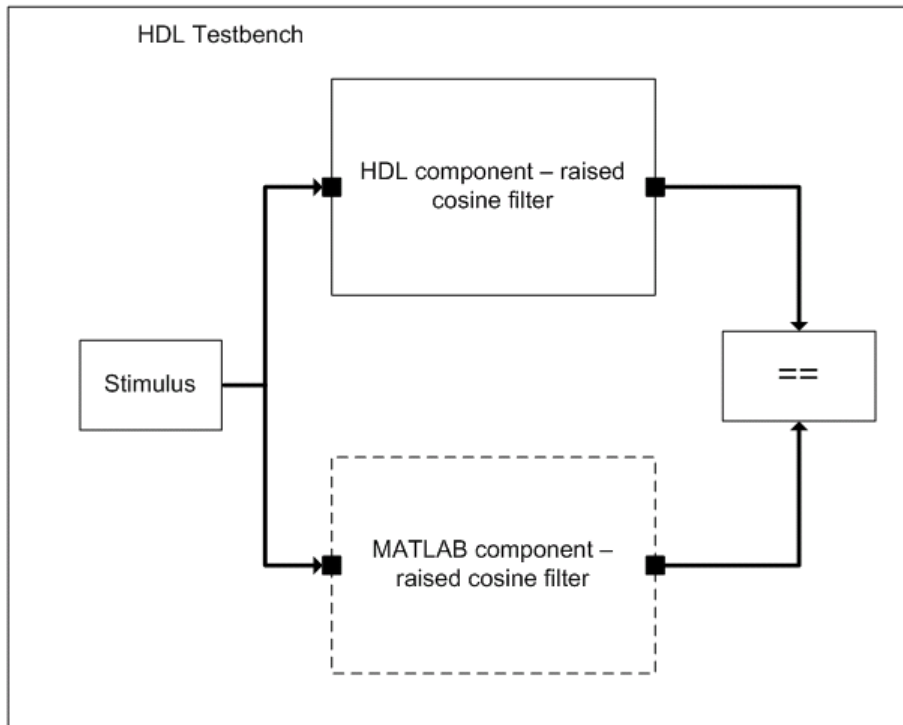 HDL Testbench
HDL component – raised
cosine filter
Stimulus
==
MATLAB component –
raised cosine filter